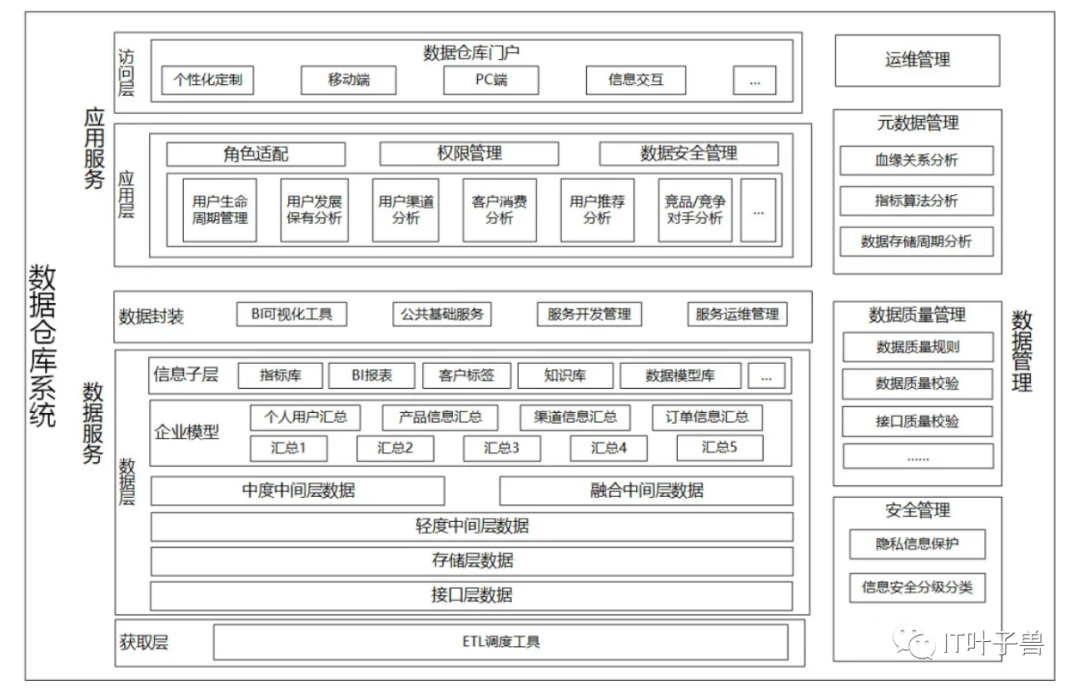 数据仓库系统
应用服务
访问层
数据仓库门户
个性化定制
移动端
PC端
信息交互
...
应用层
角色适配
权限管理
数据安全管理
用户生命
周期管理
用户发展
保有分析
用户渠道
分析
客户消费
分析
用户推荐
分析
竞品/竞争
对手分析
...
数据服务
数据封装
BI可视化工具
公共基础服务
服务开发管理
服务运维管理
数据层
信息子层
指标库
BI报表
客户标签
知识库
数据模型库
...
企业模型
个人用户汇总
产品信息汇总
渠道信息汇总
订单信息汇总
汇总1
汇总2
汇总3
汇总4
汇总5
中度中间层数据
融合中间层数据
轻度中间层数据
存储层数据
接口层数据
获取层
ETL调度工具
数据管理
运维管理
元数据管理
血缘关系分析
指标算法分析
数据存储周期分析
数据质量管理
数据质量规则
数据质量校验
接口质量校验
......
安全管理
隐私信息保护
信息安全分级分类
IT叶子兽